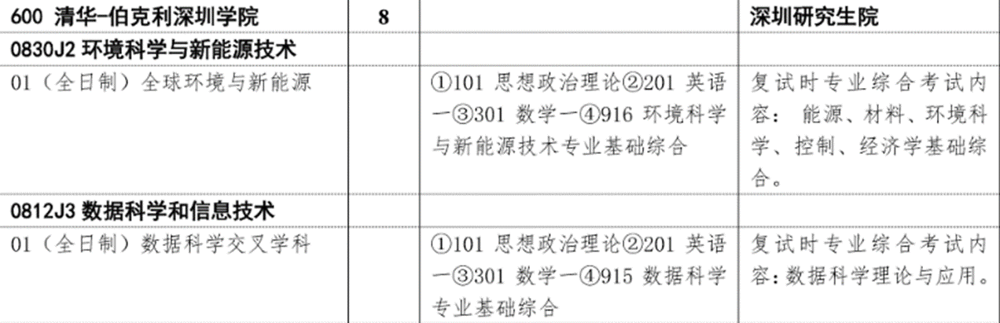 600 清华-伯克利深圳学院 8 深圳研究生院
0830J2 环境科学与新能源技术
01（全日制）全球环境与新能源
①101 思想政治理论②201 英语
一③301 数学一④916 环境科学
与新能源技术专业基础综合
复试时专业综合考试内
容： 能源、材料、环境科
学、控制、经济学基础综
合。
0812J3 数据科学和信息技术
01（全日制）数据科学交叉学科
①101 思想政治理论②201 英语
一③301 数学一④915 数据科学
专业基础综合
复试时专业综合考试内
容:数据科学理论与应用。